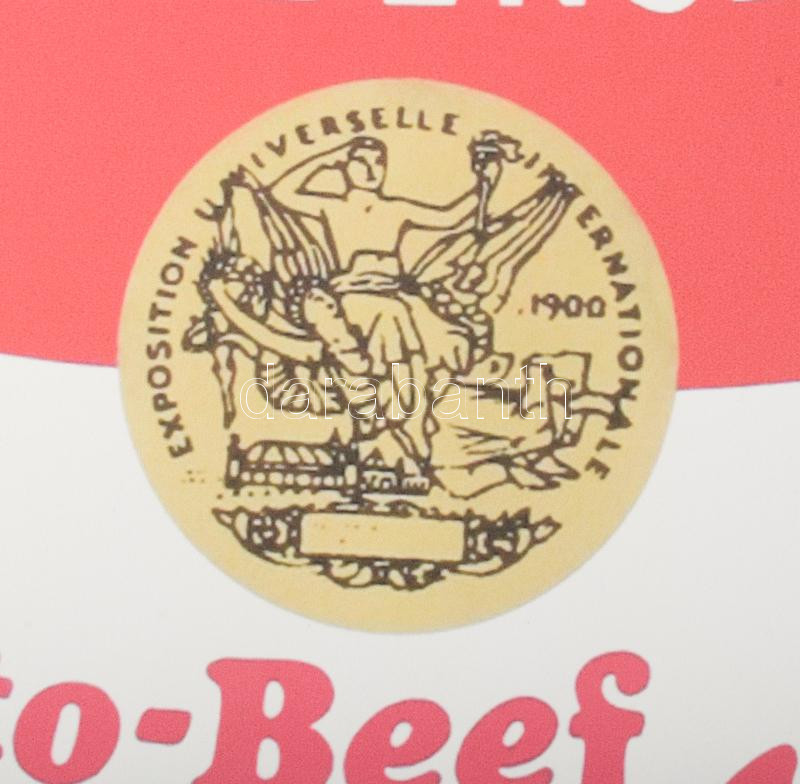 EXPOSITION UNIVERSELLE INTERNATIONALE
1900
darabanth
to-Beef